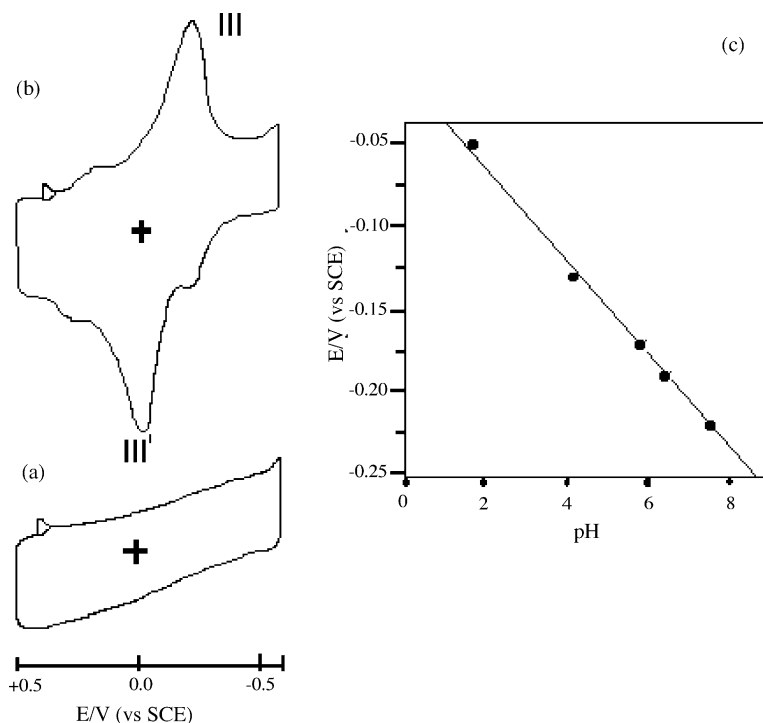 III
(b)
III'
(a)
+0.5 0.0 -0.5
E/V (vs SCE)
(c)
-0.05
-0.10
-0.15
-0.20
-0.25
E/V (vs SCE)
0 2 4 6 8
pH